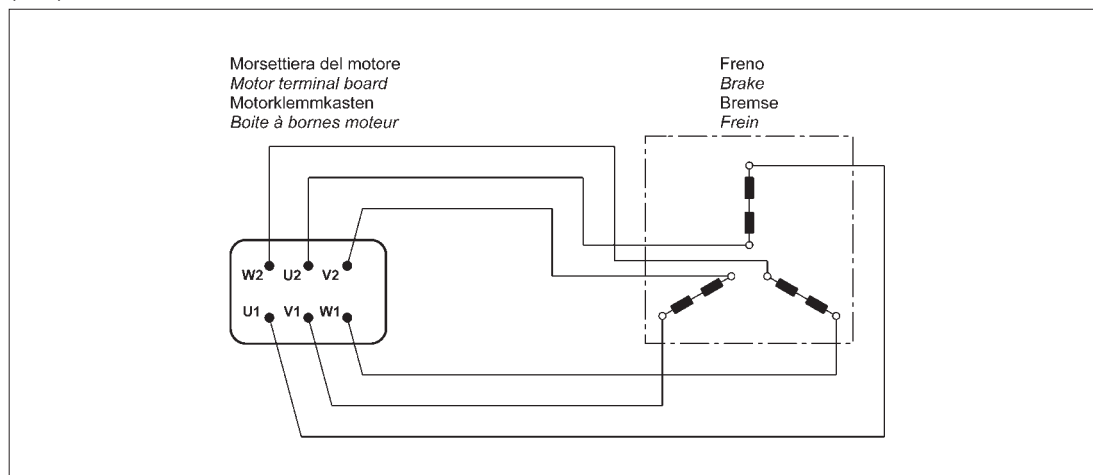 Morsettiera del motore
Motor terminal board
Motorklemmkasten
Boite à bornes moteur
Freno
Brake
Bremse
Frein
W2 U2 V2
U1 V1 W1